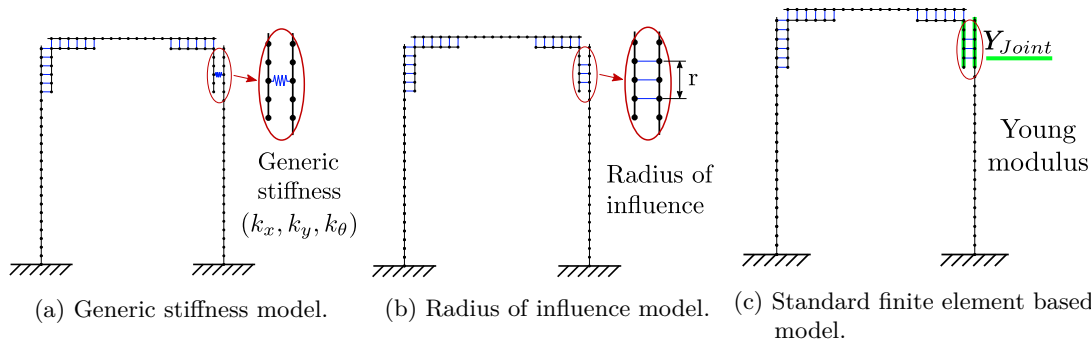 Generic
stiffness
(k_x, k_y, k_θ)
(a) Generic stiffness model.
r
Radius of
influence
(b) Radius of influence model.
Y_Joint
Young
modulus
(c) Standard finite element based
model.